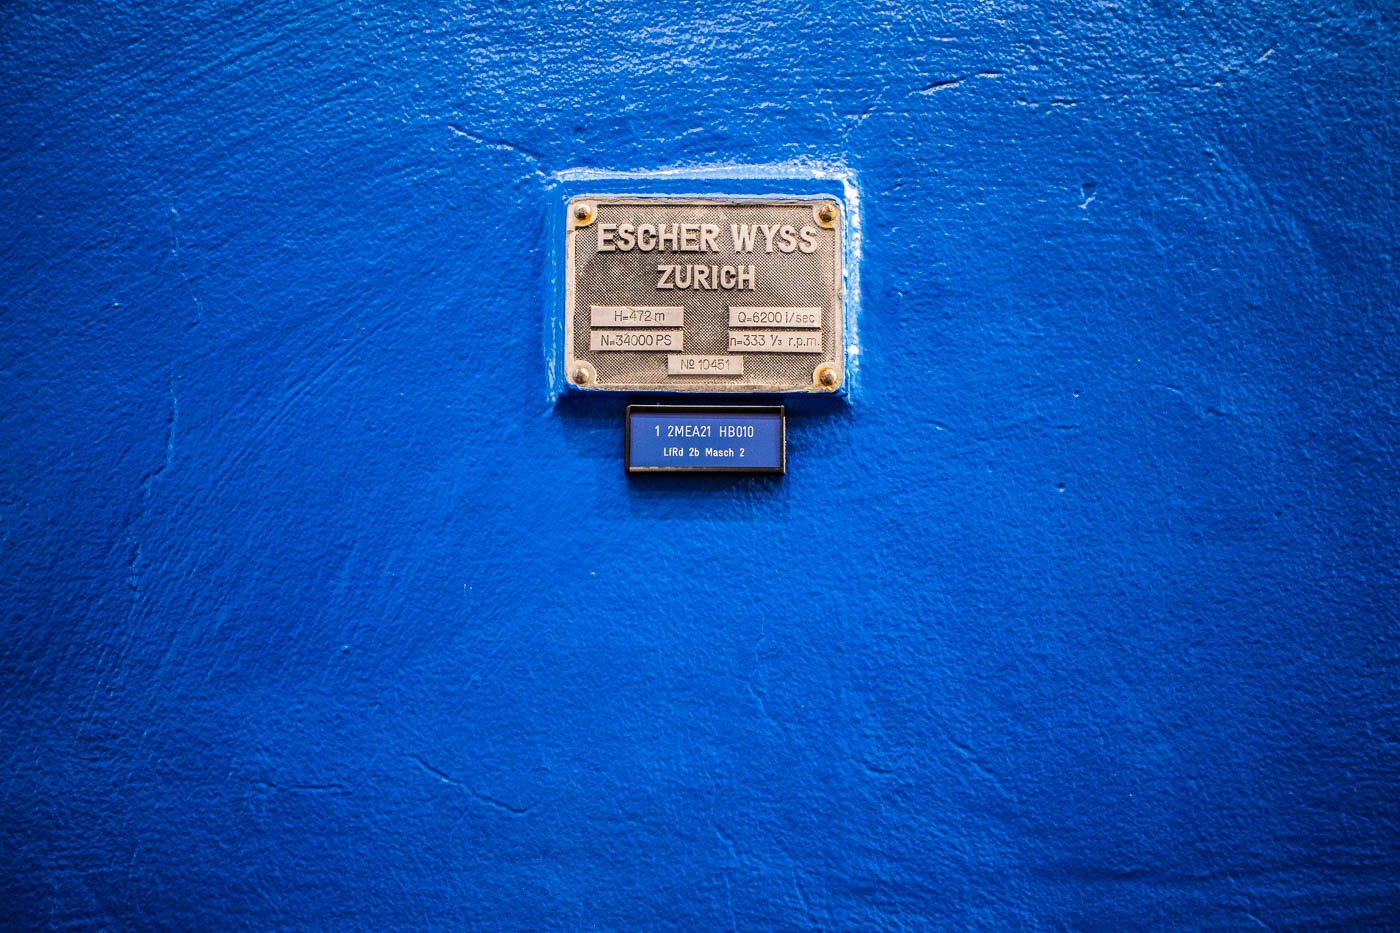 ESCHER WYSS
ZURICH
H=472 m Q=6200 l/sec
N=34000 PS n=333 1/3 r.p.m.
№ 10451
1 2MEA21 HB010
LfRd 2b Masch 2